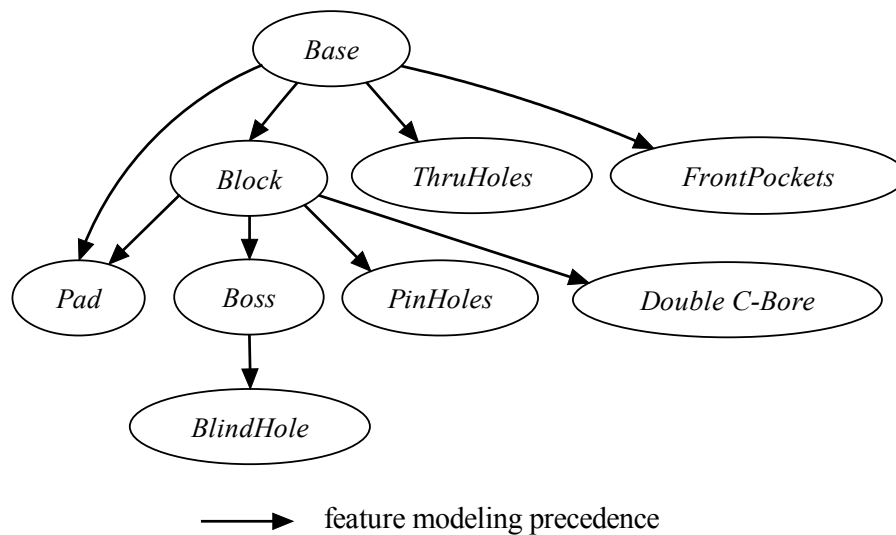 Base
Block
ThruHoles
FrontPockets
Pad
Boss
PinHoles
Double C-Bore
BlindHole
feature modeling precedence